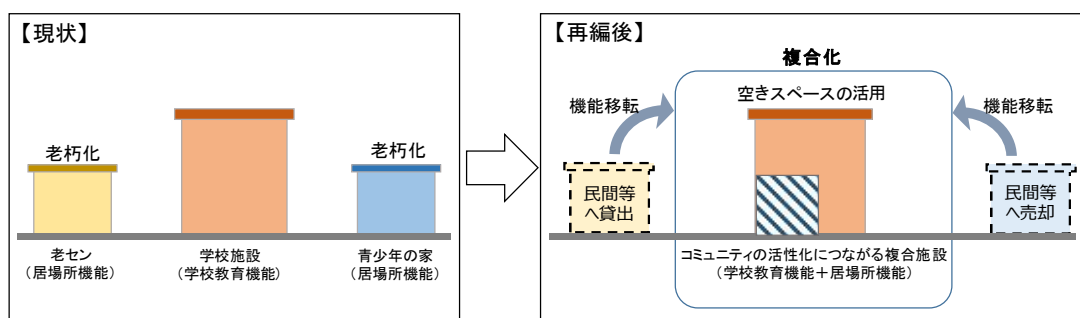 【現状】
老朽化
老朽化
老セン
(居場所機能)
学校施設
(学校教育機能)
青少年の家
(居場所機能)
【再編後】
複合化
空きスペースの活用
機能移転
機能移転
民間等
へ貸出
民間等
へ売却
コミュニティの活性化につながる複合施設
(学校教育機能+居場所機能)